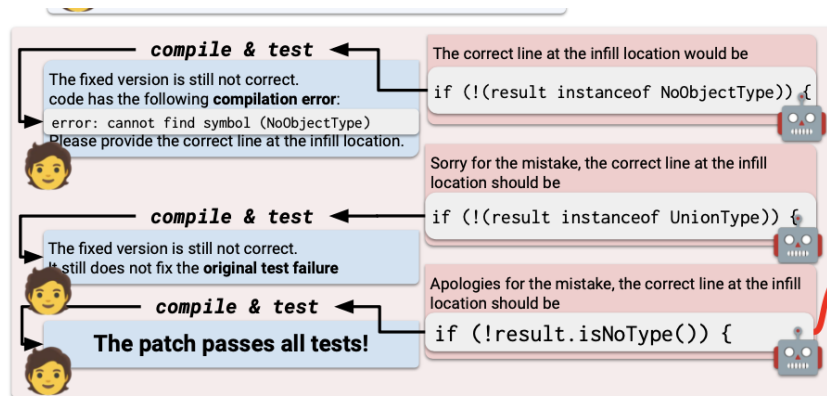 compile & test
The correct line at the infill location would be
if (!(result instanceof NoObjectType)) {
The fixed version is still not correct.
code has the following compilation error:
error: cannot find symbol (NoObjectType)
Please provide the correct line at the infill location.
Sorry for the mistake, the correct line at the infill
location should be
if (!(result instanceof UnionType)) {
compile & test
The fixed version is still not correct.
It still does not fix the original test failure
Apologies for the mistake, the correct line at the infill
location should be
if (!result.isNoType()) {
compile & test
The patch passes all tests!